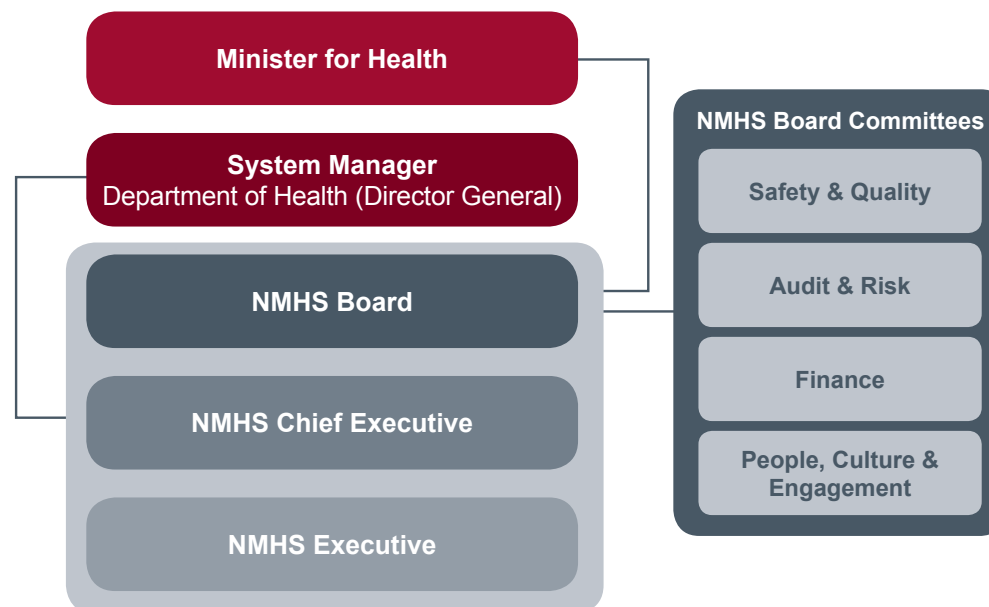 Minister for Health
System Manager
Department of Health (Director General)
NMHS Board
NMHS Chief Executive
NMHS Executive
NMHS Board Committees
Safety & Quality
Audit & Risk
Finance
People, Culture &
Engagement